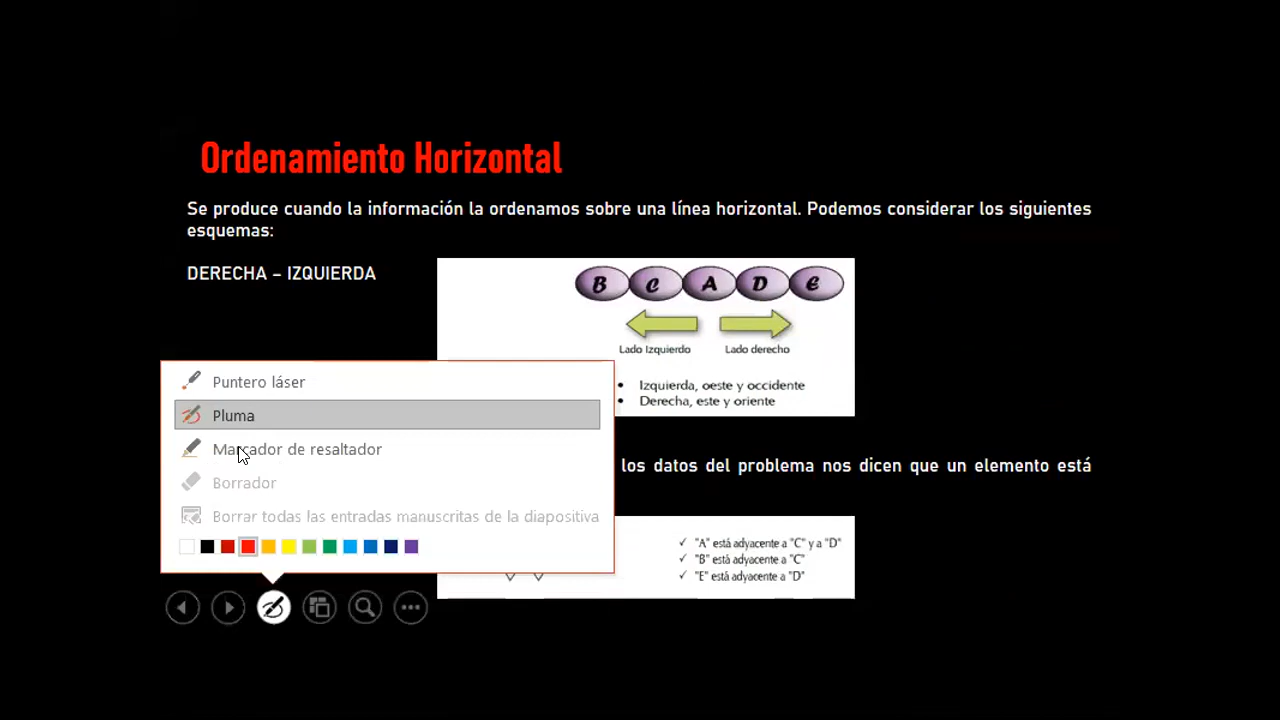 Ordenamiento Horizontal
Se produce cuando la información la ordenamos sobre una línea horizontal. Podemos considerar los siguientes
esquemas:
DERECHA – IZQUIERDA
B C A D E
Lado Izquierdo Lado derecho
• Izquierda, oeste y occidente
• Derecha, este y oriente
Puntero láser
Pluma
Marcador de resaltador
Borrador
Borrar todas las entradas manuscritas de la diapositiva
los datos del problema nos dicen que un elemento está
✓ "A" está adyacente a "C" y a "D"
✓ "B" está adyacente a "C"
✓ "E" está adyacente a "D"